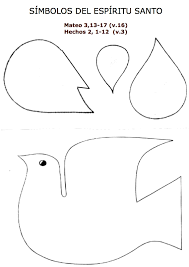 SÍMBOLOS DEL ESPÍRITU SANTO
Mateo 3,13-17 (v.16)
Hechos 2, 1-12 (v.3)